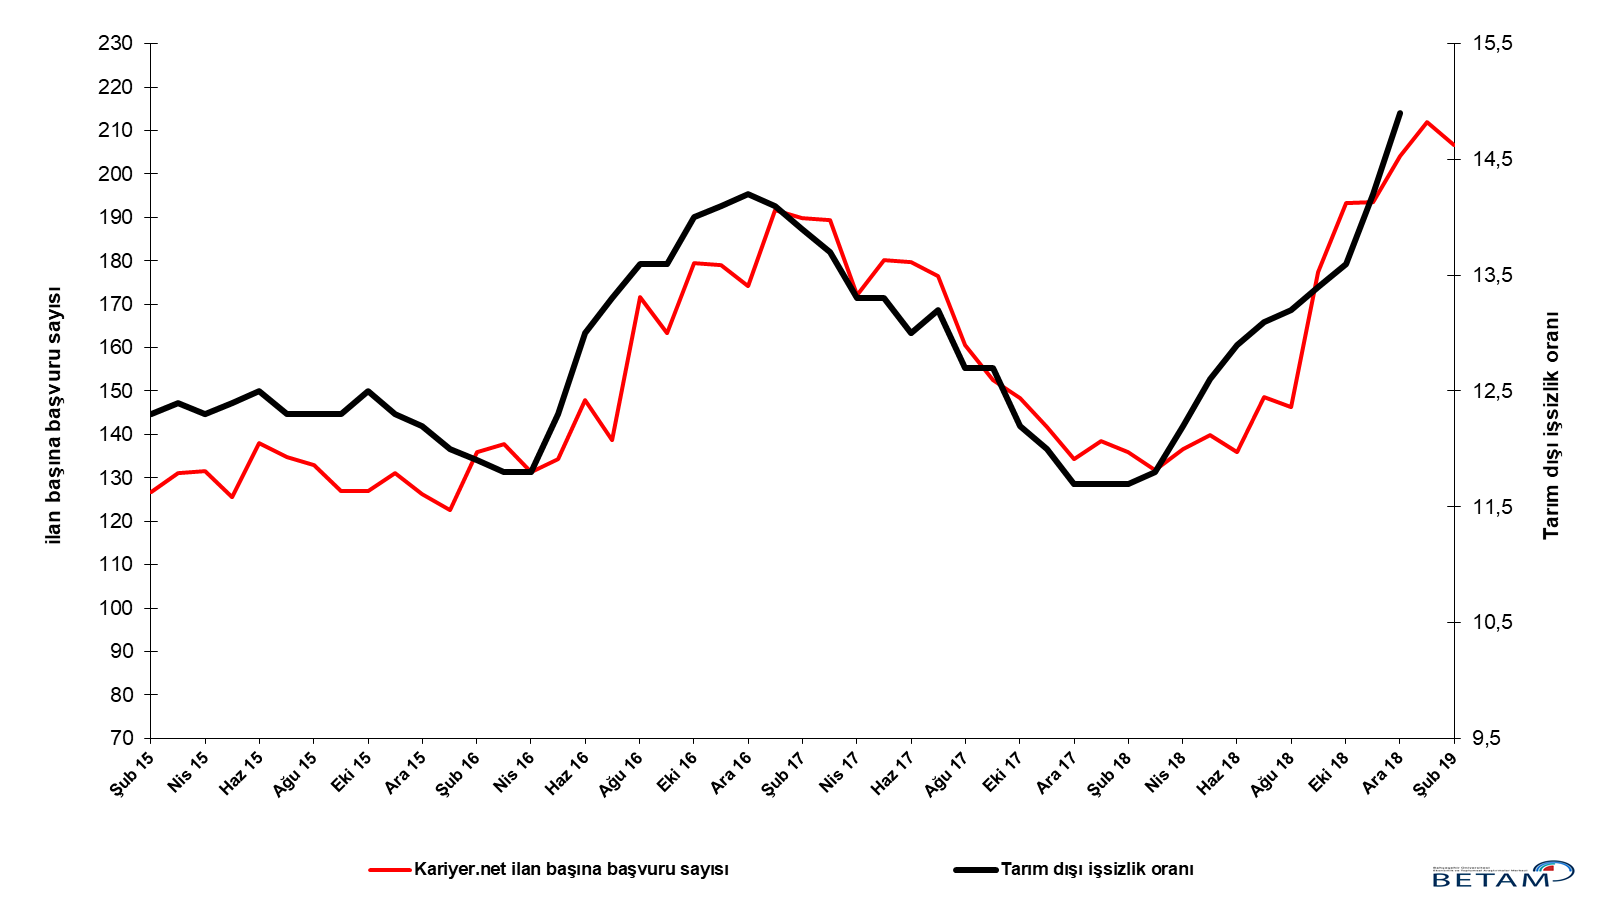 230
220
210
200
190
180
170
160
150
140
130
120
110
100
90
80
70
ilan başına başvuru sayısı
15,5
14,5
13,5
12,5
11,5
10,5
9,5
Tarım dışı işsizlik oranı
Şub 15
Nis 15
Haz 15
Ağu 15
Eki 15
Ara 15
Şub 16
Nis 16
Haz 16
Ağu 16
Eki 16
Ara 16
Şub 17
Nis 17
Haz 17
Ağu 17
Eki 17
Ara 17
Şub 18
Nis 18
Haz 18
Ağu 18
Eki 18
Ara 18
Şub 19
Kariyer.net ilan başına başvuru sayısı
Tarım dışı işsizlik oranı
BETAM